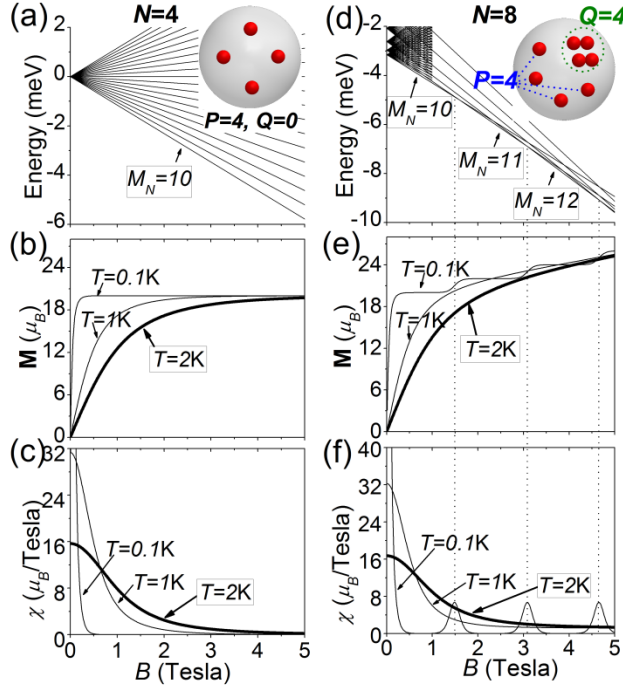 (a)
N=4
2
0
-2
-4
-6
Energy (meV)
P=4, Q=0
M_N=10
(b)
24
18
12
6
0
M (μ_B)
T=0.1K
T=1K
T=2K
(c)
32
24
16
8
0
χ (μ_B/Tesla)
T=0.1K
T=1K
T=2K
0 1 2 3 4 5
B (Tesla)
(d)
N=8
-2
-4
-6
-8
-10
Energy (meV)
Q=4
P=4
M_N=10
M_N=11
M_N=12
(e)
24
18
12
6
0
M (μ_B)
T=0.1K
T=1K
T=2K
(f)
40
32
24
16
8
0
χ (μ_B/Tesla)
T=0.1K
T=1K
T=2K
0 1 2 3 4 5
B (Tesla)